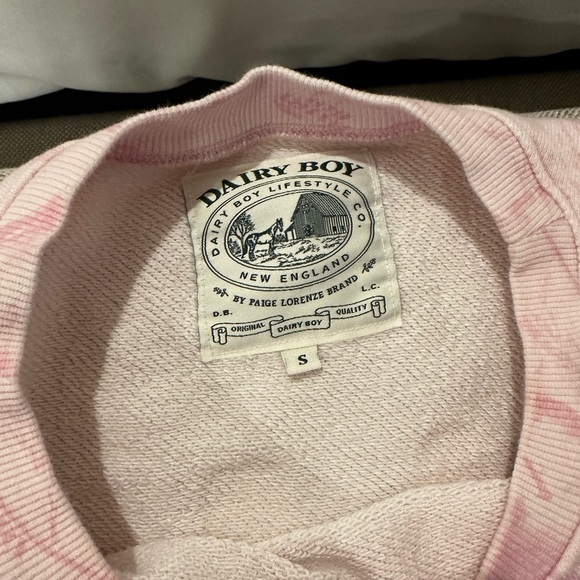 DAIRY BOY
DAIRY BOY LIFESTYLE CO.
NEW ENGLAND
BY PAIGE LORENZE BRAND
D.B. L.C.
ORIGINAL DAIRY BOY QUALITY
S